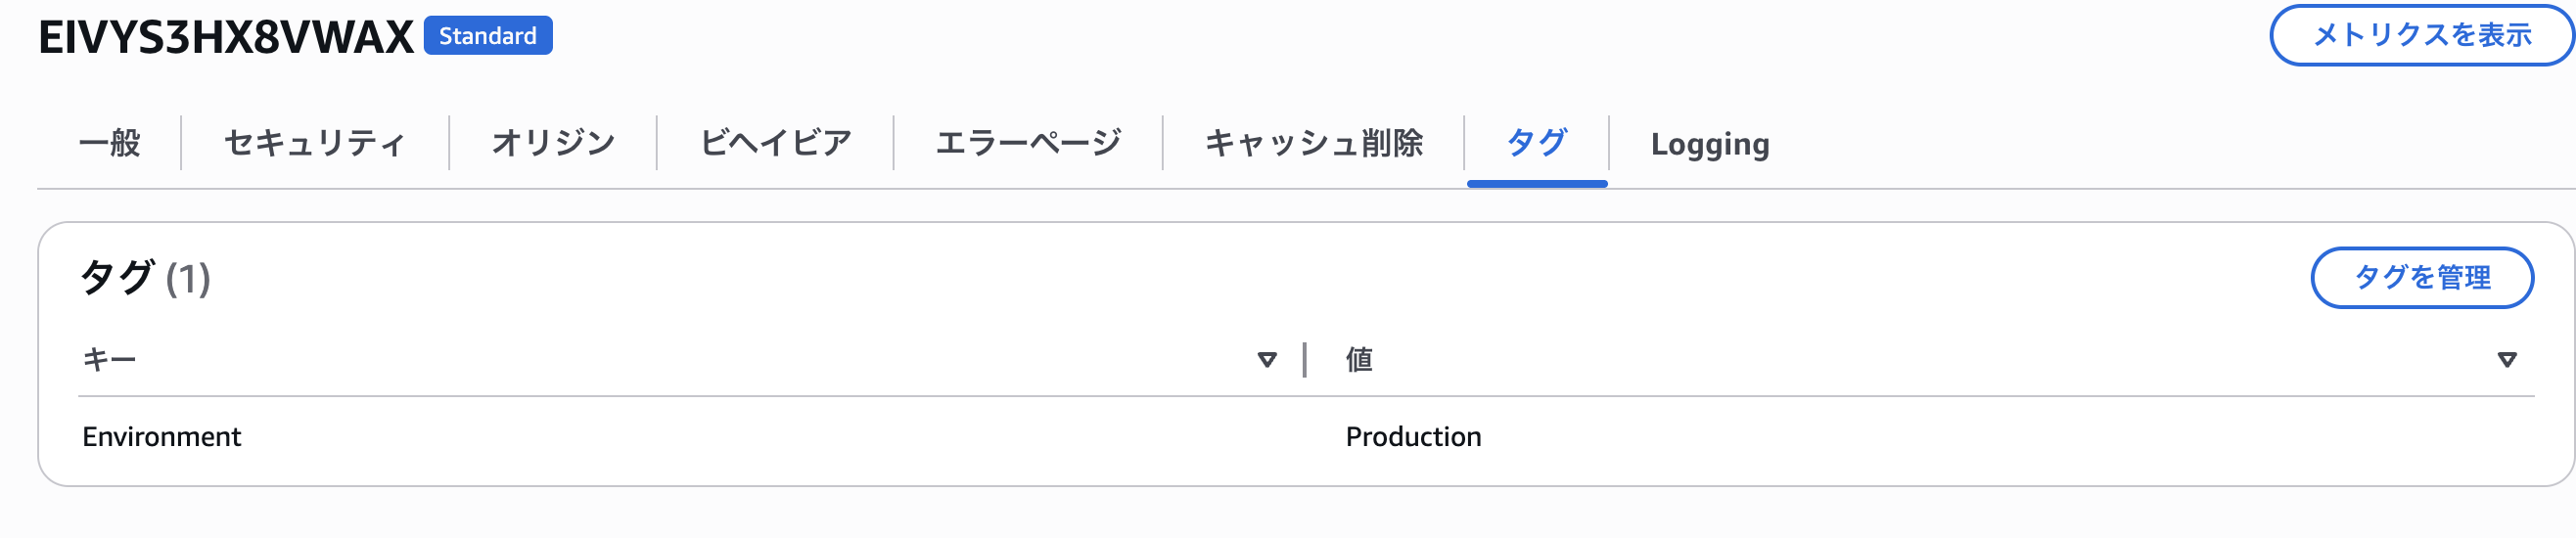 EIVYS3HX8VWAX Standard メトリクスを表示
一般 セキュリティ オリジン ビヘイビア エラーページ キャッシュ削除 タグ Logging
タグ (1) タグを管理
キー 値
Environment Production